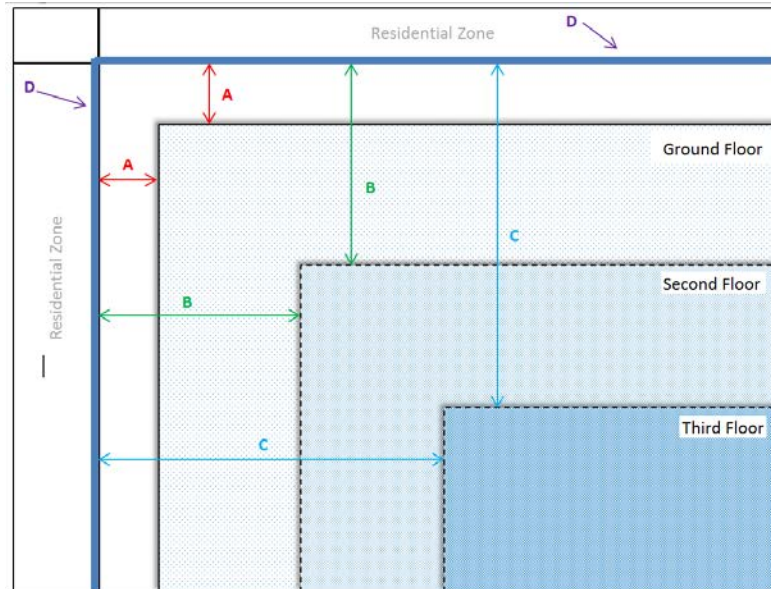 Residential Zone
D
D
A
Ground Floor
A
B
C
Residential Zone
Second Floor
B
Third Floor
C